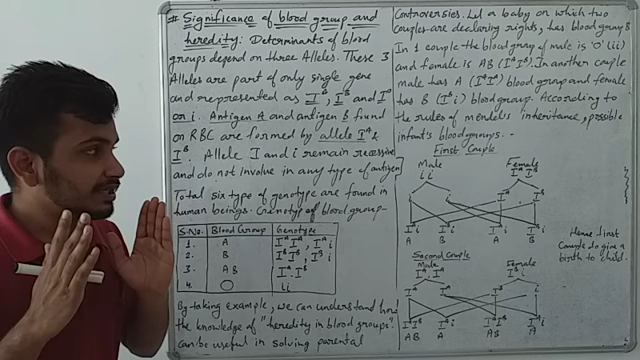 # Significance of blood group and
heredity: Determinants of blood
groups depend on three Alleles. These 3
Alleles are part of only single gene
and represented as I^A, I^B and I^o
or i. Antigen A and antigen B found
on RBC are formed by allele I^A &
I^B. Allele I and i remain recessive
and do not involve in any type of antigen
Total six type of genotype are found in
human beings. Genotype of blood group-
S.No. Blood Group Genotype
1. A I^A I^A, I^A i
2. B I^B I^B, I^B i
3. AB I^A I^B
4. O ii
By taking example, we can understand how
the knowledge of "heredity in blood groups"
can be useful in solving parental
Controversies. Let a baby on which two
couples are declaring rights, has blood group B
In 1 couple the blood group of male is 'O' (ii)
and female is AB (I^A I^B). In another couple
male has A (I^A I^A) blood group and female
has B (I^B i) blood group. According to
the rules of mendel's inheritance, possible
infant's blood groups. -
First Couple
Male Female
i i I^A I^B
i i I^A I^B
I^A i I^B i I^A i I^B i
A B A B
Hence first
Couple do give a
birth to child.
Second Couple
Male Female
I^A I^A I^B i
I^A I^A I^B i
I^A I^B I^A i I^A I^B I^A i
AB A AB A